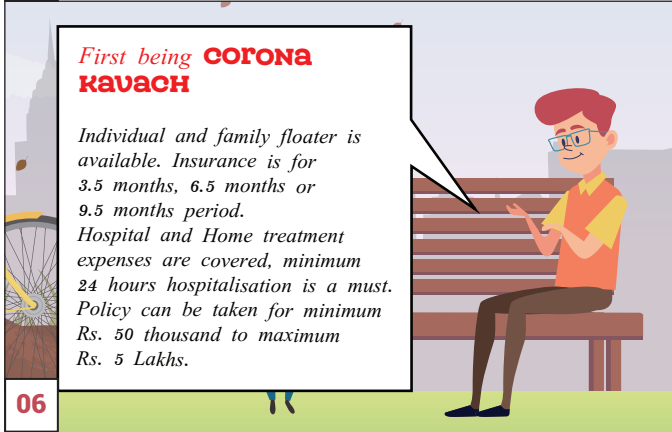 First being CORONA
KAVACH
Individual and family floater is
available. Insurance is for
3.5 months, 6.5 months or
9.5 months period.
Hospital and Home treatment
expenses are covered, minimum
24 hours hospitalisation is a must.
Policy can be taken for minimum
Rs. 50 thousand to maximum
Rs. 5 Lakhs.
06